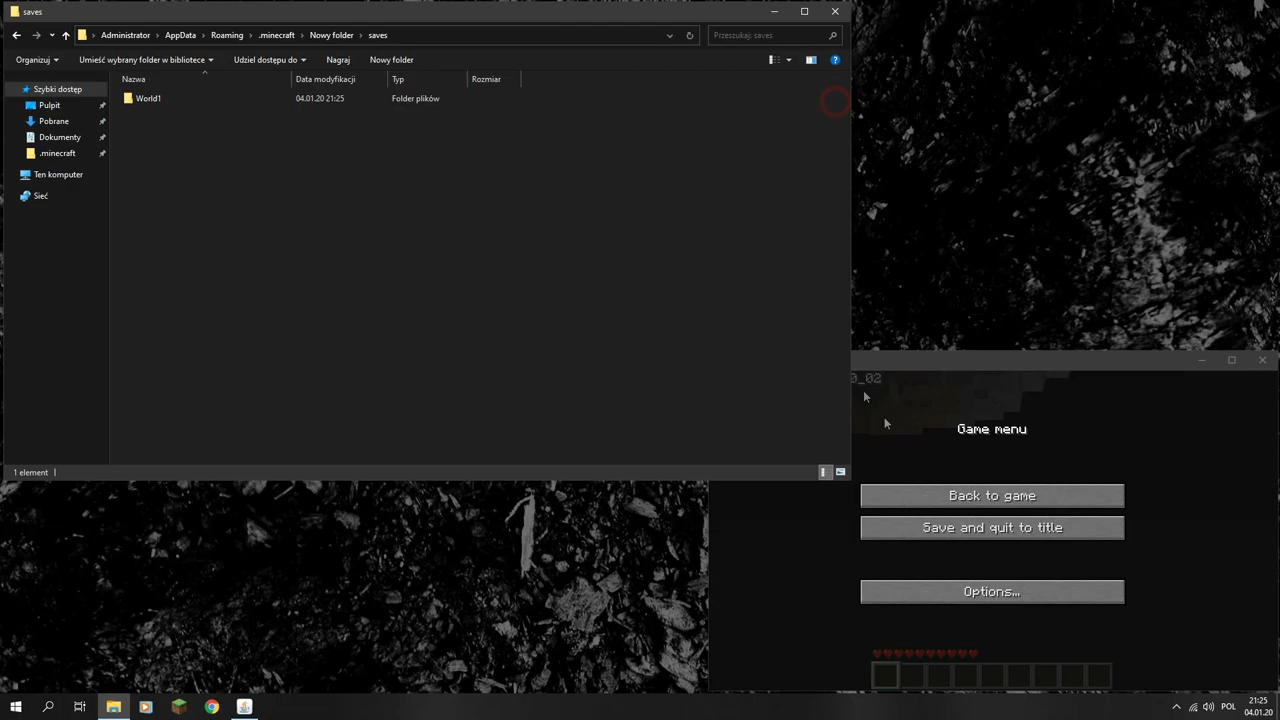 saves
Administrator > AppData > Roaming > .minecraft > Nowy folder > saves
Przeszukaj: saves
Organizuj
Umieść wybrany folder w bibliotece
Udziel dostępu do
Nagraj
Nowy folder
Nazwa
Data modyfikacji
Typ
Rozmiar
Szybki dostęp
Pulpit
Pobrane
Dokumenty
.minecraft
Ten komputer
Sieć
World1
04.01.20 21:25
Folder plików
1 element
0_02
Game menu
Back to game
Save and quit to title
Options...
POL
21:25
04.01.20